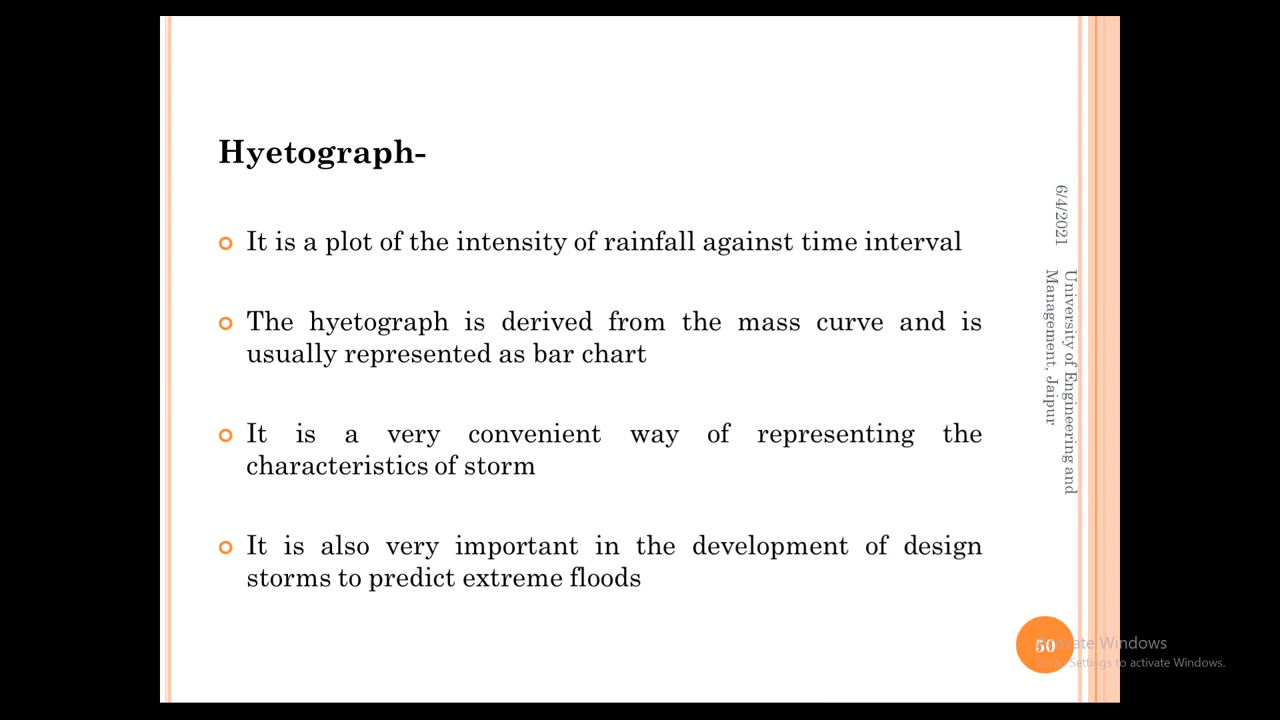 Hyetograph-
It is a plot of the intensity of rainfall against time interval
The hyetograph is derived from the mass curve and is
usually represented as bar chart
It is a very convenient way of representing the
characteristics of storm
It is also very important in the development of design
storms to predict extreme floods
6/4/2021
University of Engineering and
Management, Jaipur
50
Windows
Settings to activate Windows.